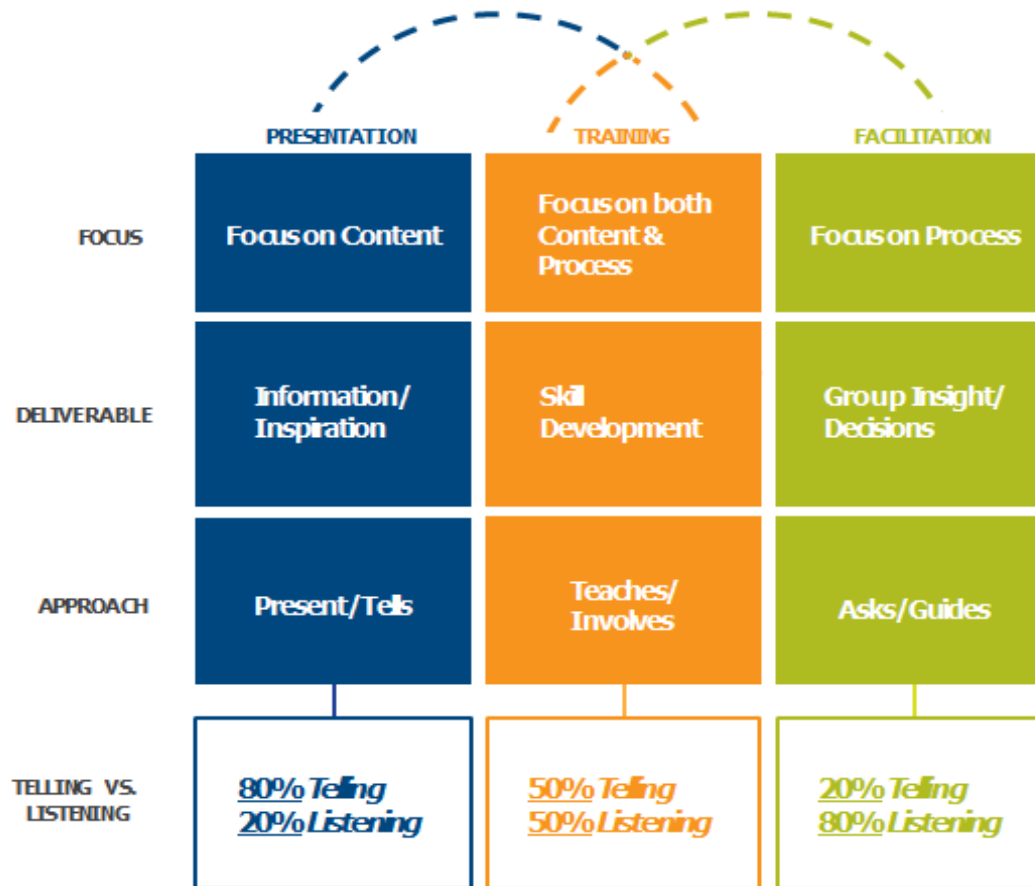 PRESENTATION TRAINING FACILITATION
FOCUS
Focus on Content
Focus on both
Content &
Process
Focus on Process
DELIVERABLE
Information/
Inspiration
Skill
Development
Group Insight/
Decisions
APPROACH
Present/Tells
Teaches/
Involves
Asks/Guides
TELLING VS.
LISTENING
80% Telling
20% Listening
50% Telling
50% Listening
20% Telling
80% Listening